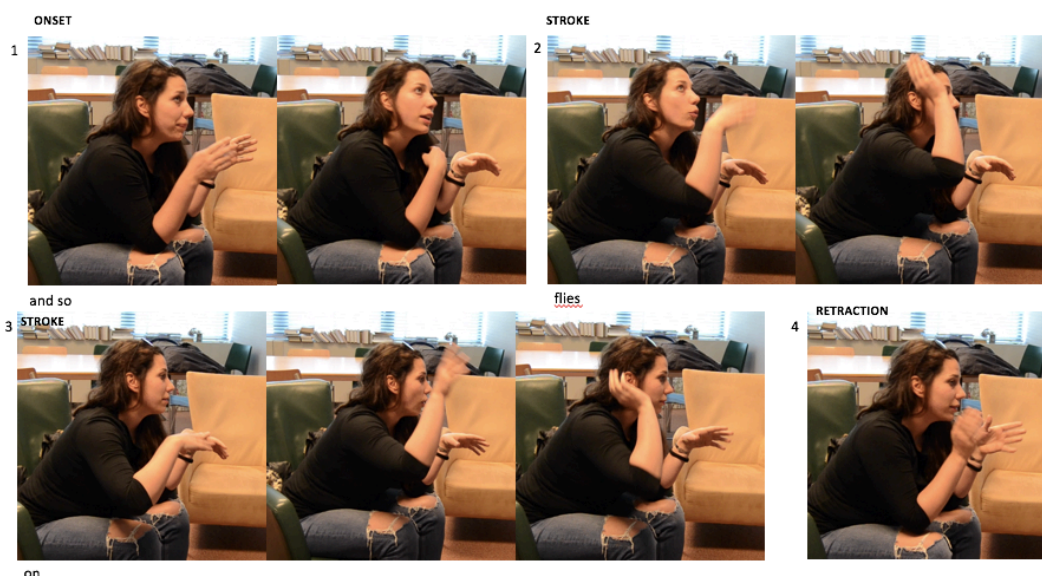 ONSET
STROKE
1
2
and so
flies
3
STROKE
RETRACTION
4
on